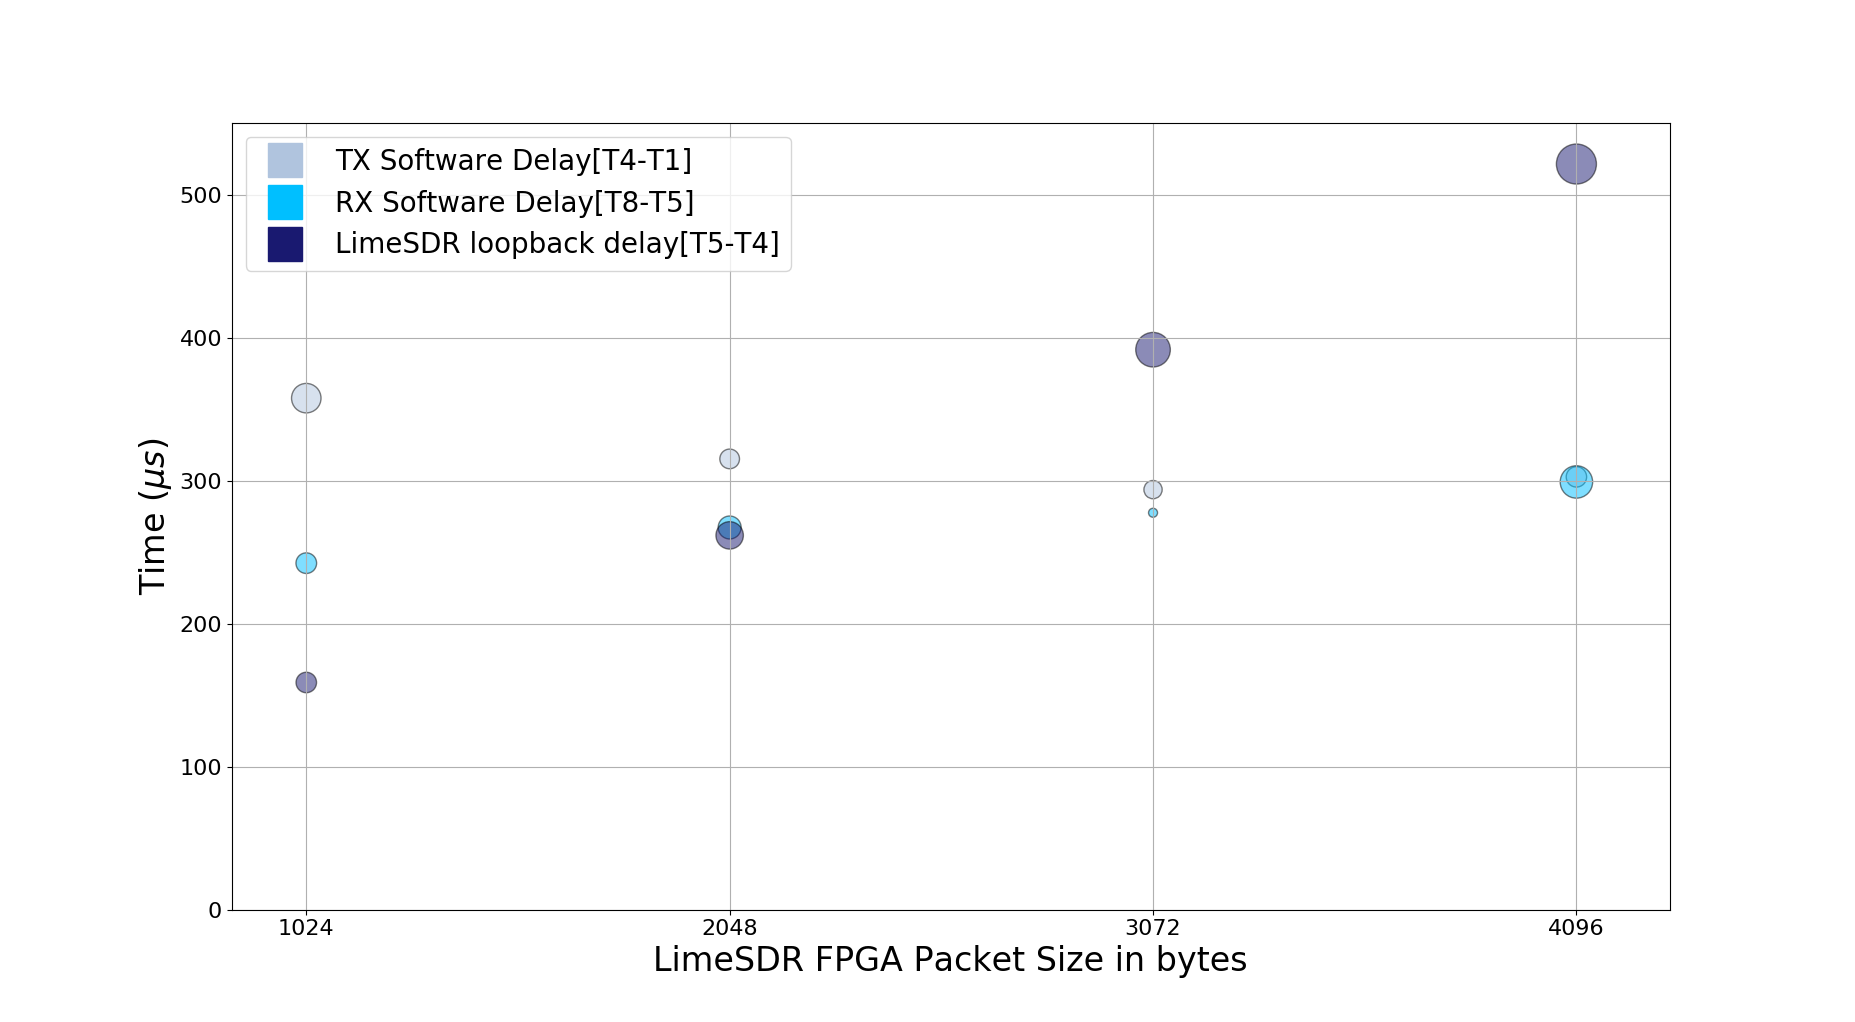 TX Software Delay[T4-T1]
RX Software Delay[T8-T5]
LimeSDR loopback delay[T5-T4]
500
400
300
200
100
0
Time (μs)
1024 2048 3072 4096
LimeSDR FPGA Packet Size in bytes